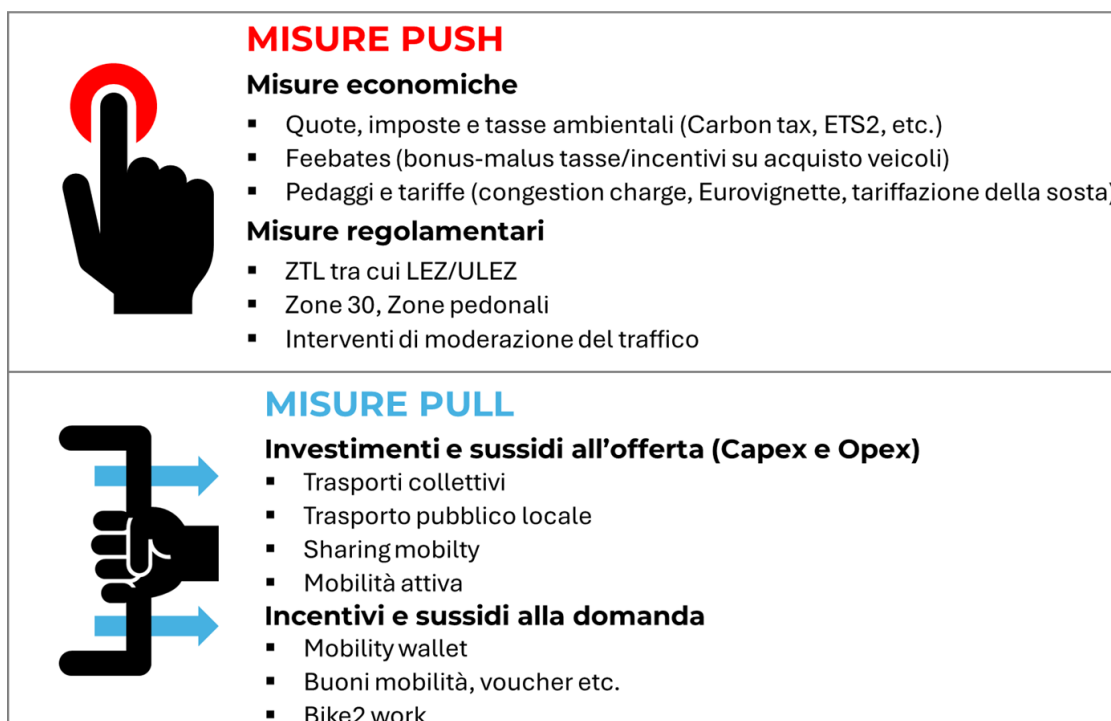 MISURE PUSH
Misure economiche
▪ Quote, imposte e tasse ambientali (Carbon tax, ETS2, etc.)
▪ Feebates (bonus-malus tasse/incentivi su acquisto veicoli)
▪ Pedaggi e tariffe (congestion charge, Eurovignette, tariffazione della sosta)
Misure regolamentari
▪ ZTL tra cui LEZ/ULEZ
▪ Zone 30, Zone pedonali
▪ Interventi di moderazione del traffico
MISURE PULL
Investimenti e sussidi all’offerta (Capex e Opex)
▪ Trasporti collettivi
▪ Trasporto pubblico locale
▪ Sharing mobilty
▪ Mobilità attiva
Incentivi e sussidi alla domanda
▪ Mobility wallet
▪ Buoni mobilità, voucher etc.
▪ Bike2 work